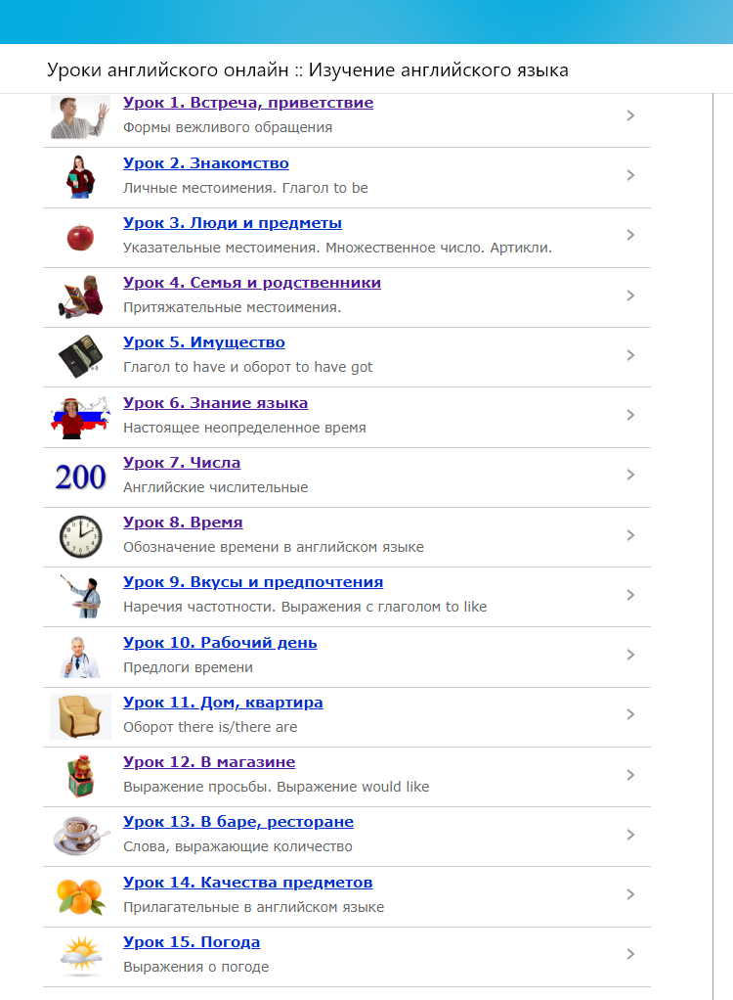 Уроки английского онлайн :: Изучение английского языка
Урок 1. Встреча, приветствие
Формы вежливого обращения
Урок 2. Знакомство
Личные местоимения. Глагол to be
Урок 3. Люди и предметы
Указательные местоимения. Множественное число. Артикли.
Урок 4. Семья и родственники
Притяжательные местоимения.
Урок 5. Имущество
Глагол to have и оборот to have got
Урок 6. Знание языка
Настоящее неопределенное время
200
Урок 7. Числа
Английские числительные
Урок 8. Время
Обозначение времени в английском языке
Урок 9. Вкусы и предпочтения
Наречия частотности. Выражения с глаголом to like
Урок 10. Рабочий день
Предлоги времени
Урок 11. Дом, квартира
Оборот there is/there are
Урок 12. В магазине
Выражение просьбы. Выражение would like
Урок 13. В баре, ресторане
Слова, выражающие количество
Урок 14. Качества предметов
Прилагательные в английском языке
Урок 15. Погода
Выражения о погоде